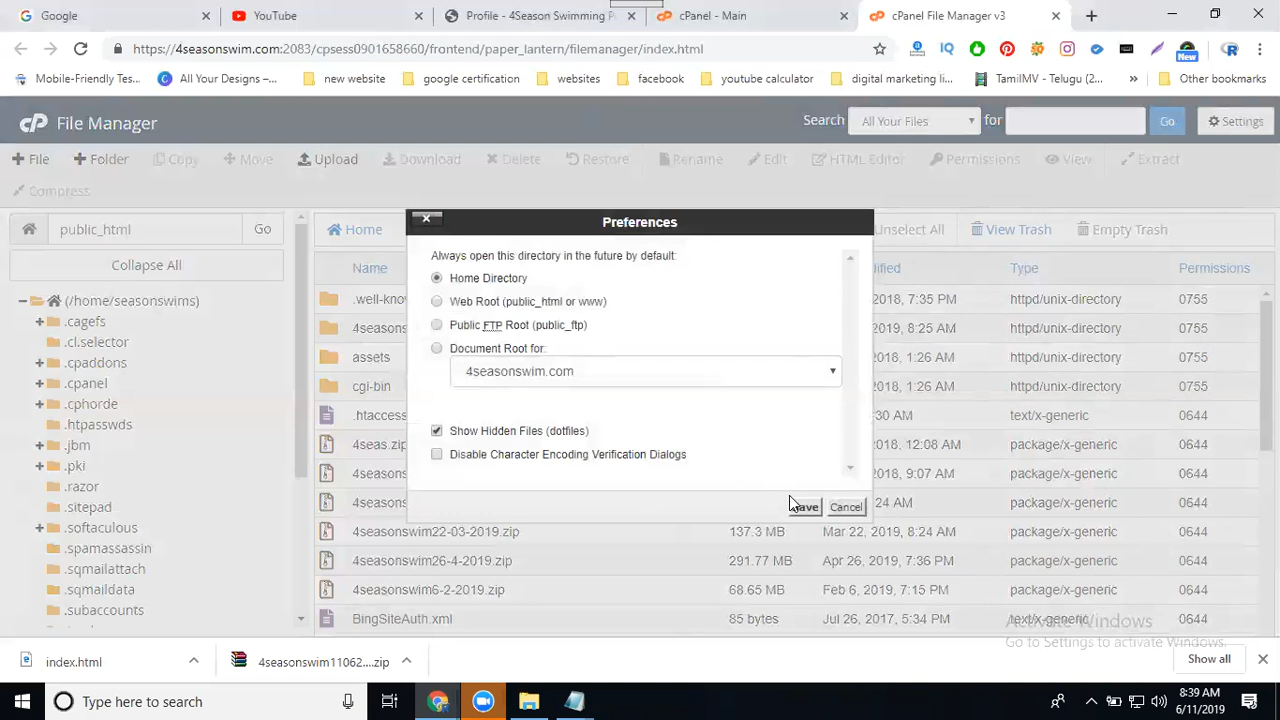 Google
YouTube
Profile - 4Season Swimming P
cPanel - Main
cPanel File Manager v3
https://4seasonswim.com:2083/cpsess0901658660/frontend/paper_lantern/filemanager/index.html
New
Mobile-Friendly Tes...
All Your Designs –...
new website
google certification
websites
facebook
youtube calculator
digital marketing li...
TamilMV - Telugu (2...
Other bookmarks
cP File Manager
Search
All Your Files
for
Go
Settings
File
Folder
Copy
Move
Upload
Download
Delete
Restore
Rename
Edit
HTML Editor
Permissions
View
Extract
Compress
public_html
Go
Home
Unselect All
View Trash
Empty Trash
Collapse All
Name
dified
Type
Permissions
(/home/seasonswims)
.cagefs
.cl.selector
.cpaddons
.cpanel
.cphorde
.htpasswds
.jbm
.pki
.razor
.sitepad
.softaculous
.spamassassin
.sqmailattach
.sqmaildata
.subaccounts
Preferences
Always open this directory in the future by default:
Home Directory
Web Root (public_html or www)
Public FTP Root (public_ftp)
Document Root for:
4seasonswim.com
Show Hidden Files (dotfiles)
Disable Character Encoding Verification Dialogs
Save
Cancel
.well-kno
2018, 7:35 PM
httpd/unix-directory
0755
4season
2018
httpd/unix-directory
0755
assets
2018, 1:26 AM
httpd/unix-directory
0755
cgi-bin
2018, 1:26 AM
httpd/unix-directory
0755
.htaccess
30 AM
text/x-generic
0644
4seas.zip
2018, 12:08 AM
package/x-generic
0644
4season
9:07 AM
package/x-generic
0644
4season
24 AM
package/x-generic
0644
4seasonswim22-03-2019.zip
137.3 MB
Mar 22, 2019, 8:24 AM
package/x-generic
0644
4seasonswim26-4-2019.zip
291.77 MB
Apr 26, 2019, 7:36 PM
package/x-generic
0644
4seasonswim6-2-2019.zip
68.65 MB
Feb 6, 2019, 7:15 PM
package/x-generic
0644
BingSiteAuth.xml
85 bytes
Jul 26, 2017, 5:34 PM
text/x-generic
0644
Activate Windows
Go to Settings to activate Windows.
index.html
4seasonswim11062....zip
Show all
Type here to search
8:39 AM
6/11/2019